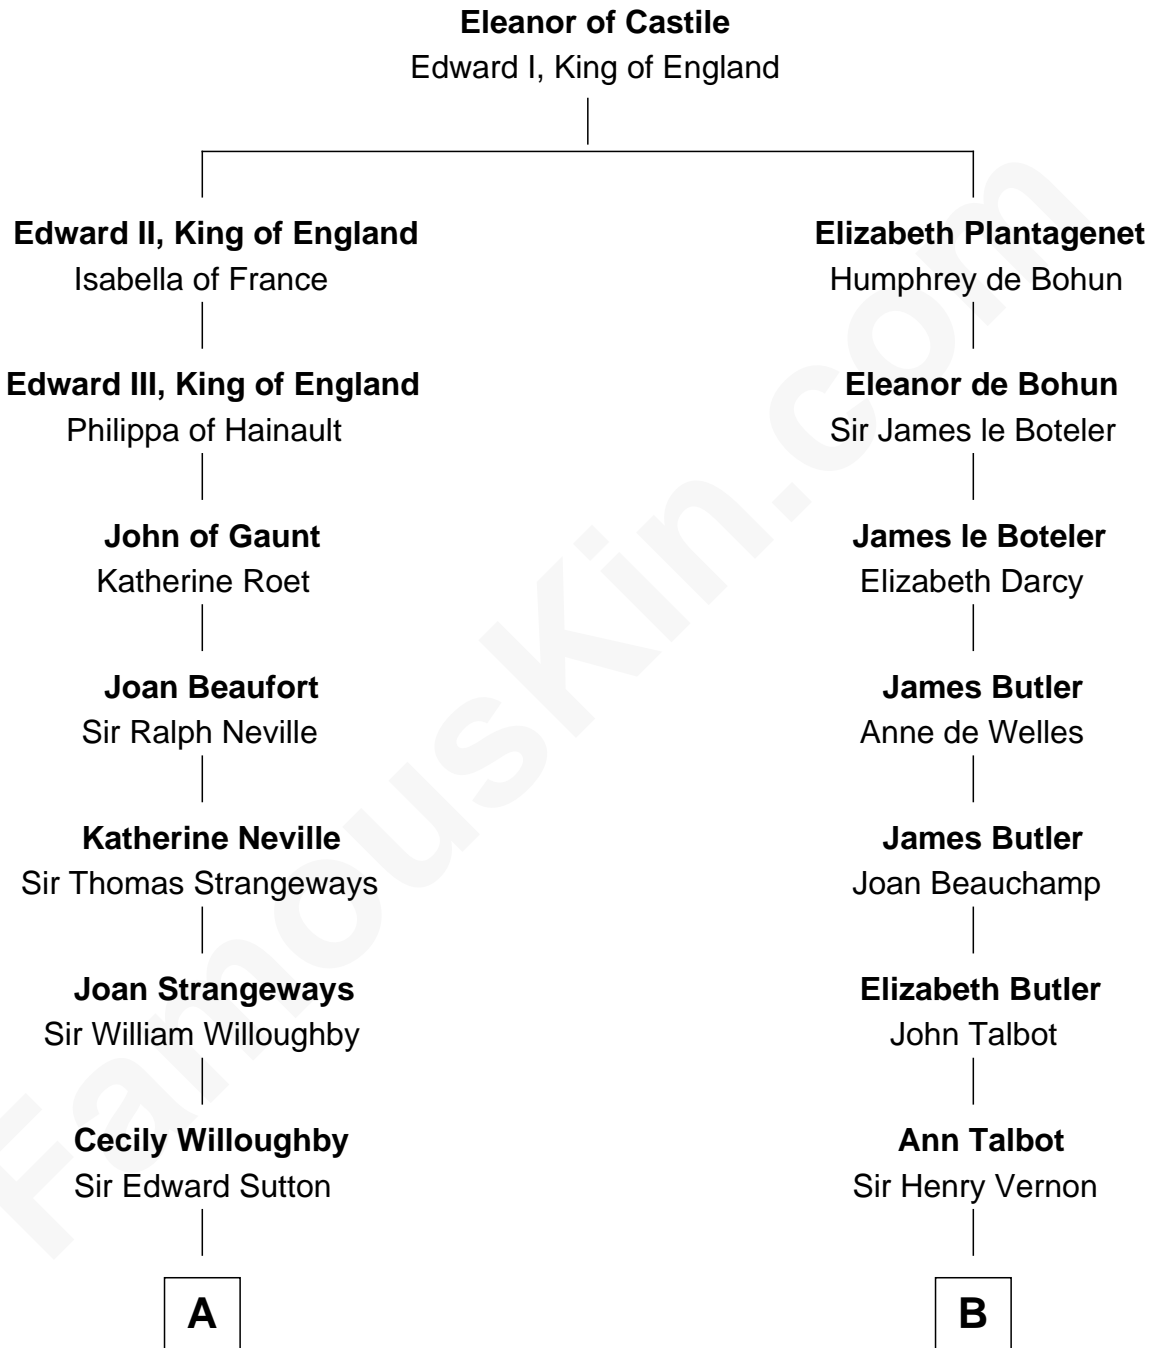 Eleanor of Castile
Edward I, King of England
Edward II, King of England
Isabella of France
Edward III, King of England
Philippa of Hainault
John of Gaunt
Katherine Roet
Joan Beaufort
Sir Ralph Neville
Katherine Neville
Sir Thomas Strangeways
Joan Strangeways
Sir William Willoughby
Cecily Willoughby
Sir Edward Sutton
A
Elizabeth Plantagenet
Humphrey de Bohun
Eleanor de Bohun
Sir James le Boteler
James le Boteler
Elizabeth Darcy
James Butler
Anne de Welles
James Butler
Joan Beauchamp
Elizabeth Butler
John Talbot
Ann Talbot
Sir Henry Vernon
B
FamousKin.com